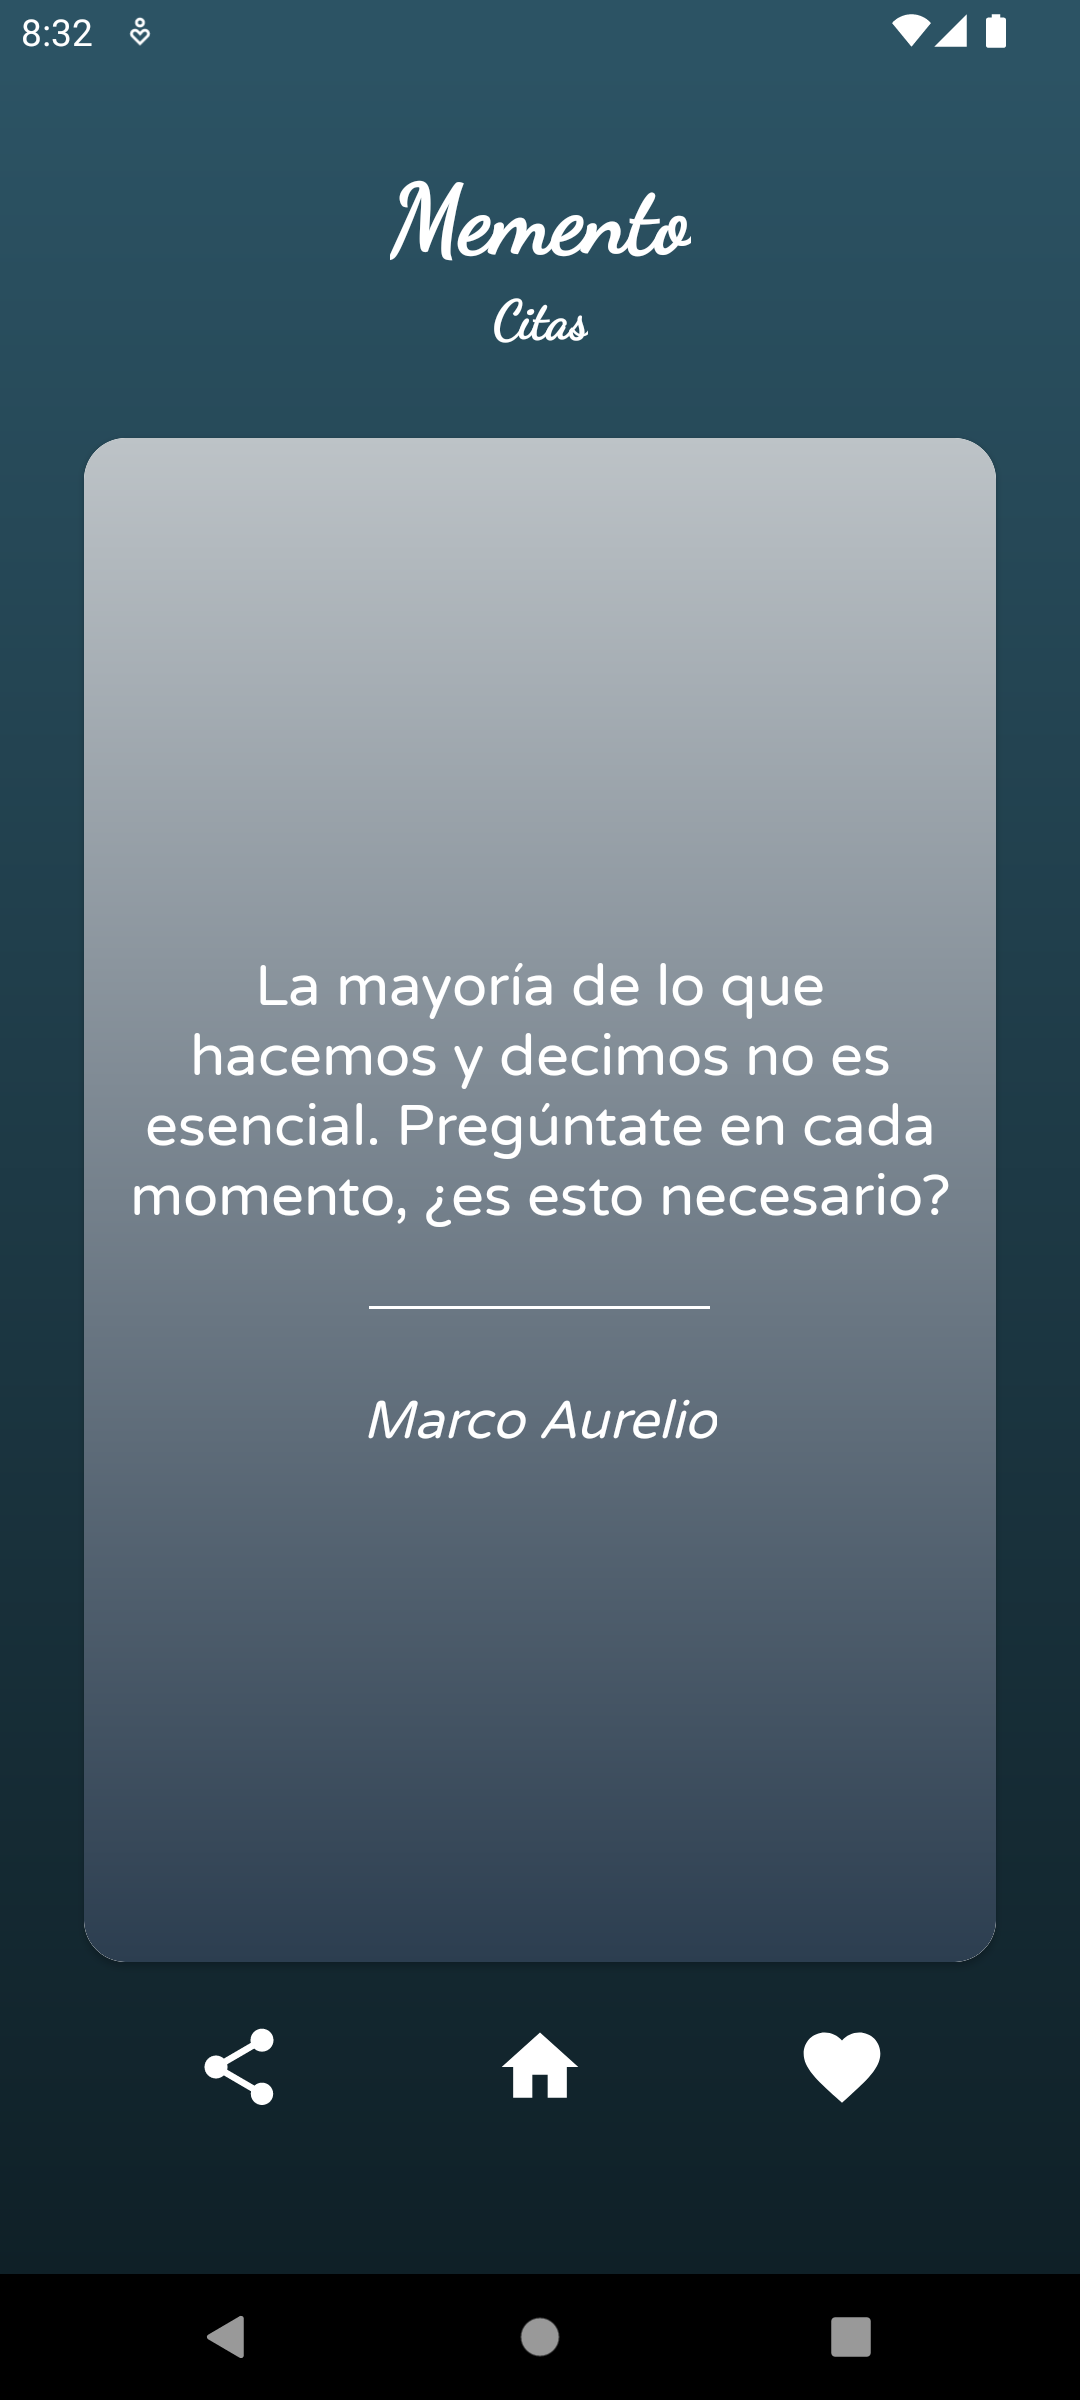 8:32
Memento
Citas
La mayoría de lo que
hacemos y decimos no es
esencial. Pregúntate en cada
momento, ¿es esto necesario?
Marco Aurelio